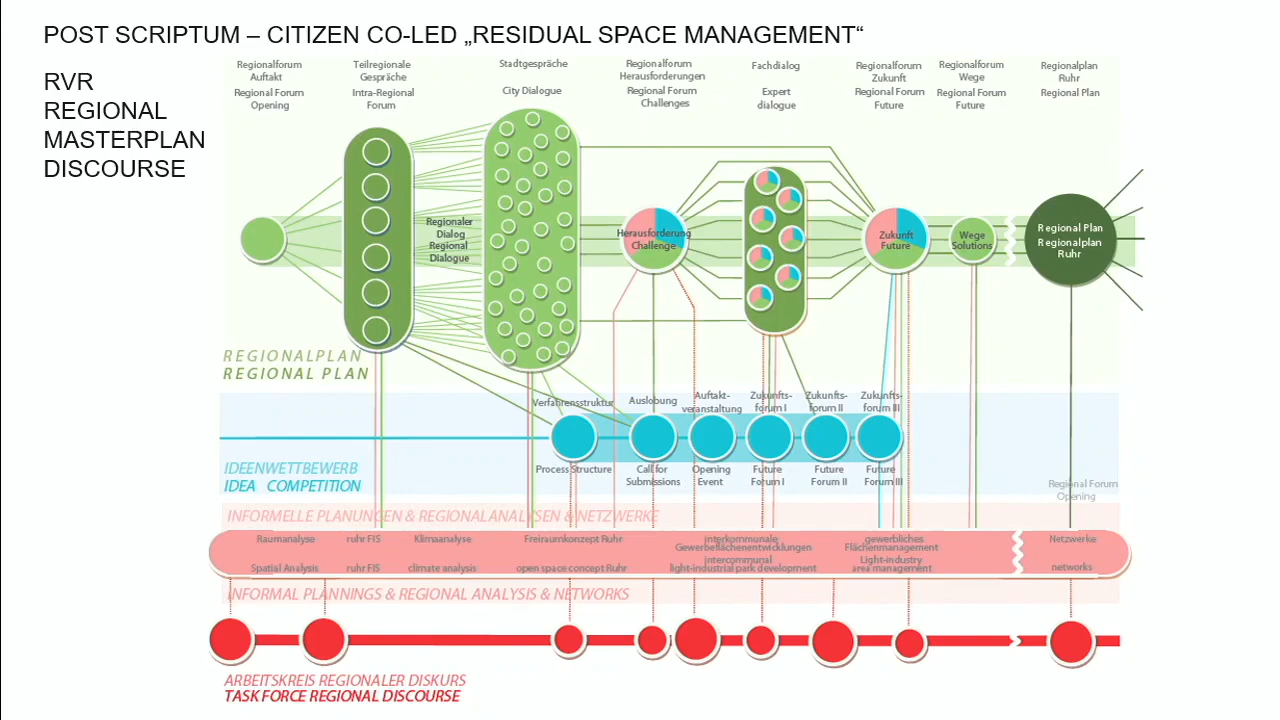 POST SCRIPTUM – CITIZEN CO-LED „RESIDUAL SPACE MANAGEMENT“
RVR
REGIONAL
MASTERPLAN
DISCOURSE
Regionalforum
Auftakt
Regional Forum
Opening
Teilregionale
Gespräche
Intra-Regional
Forum
Stadtgespräche
City Dialogue
Regionalforum
Herausforderungen
Regional Forum
Challenges
Fachdialog
Expert
dialogue
Regionalforum
Zukunft
Regional Forum
Future
Regionalforum
Wege
Regional Forum
Future
Regionalplan
Ruhr
Regional Plan
Regionaler
Dialog
Regional
Dialogue
Herausforderung
Challenge
Zukunft
Future
Wege
Solutions
Regional Plan
Regionalplan
Ruhr
REGIONALPLAN
REGIONAL PLAN
Verfahrensstruktur
Auslobung
Auftakt-
veranstaltung
Zukunfts-
forum I
Zukunfts-
forum II
Zukunfts-
forum III
IDEENWETTBEWERB
IDEA COMPETITION
Process Structure
Call for
Submissions
Opening
Event
Future
Forum I
Future
Forum II
Future
Forum III
Regional Forum
Opening
INFORMELLE PLANUNGEN & REGIONALANALYSEN & NETZWERKE
Raumanalyse
ruhr FIS
Klimaanalyse
Freiraumkonzept Ruhr
interkommunale
Gewerbeflächenentwicklungen
intercommunal
light-industrial park development
gewerbliches
Flächenmanagement
Light-industry
area management
Netzwerke
Spatial Analysis
ruhr FIS
climate analysis
open space concept Ruhr
networks
INFORMAL PLANNINGS & REGIONAL ANALYSIS & NETWORKS
ARBEITSKREIS REGIONALER DISKURS
TASK FORCE REGIONAL DISCOURSE